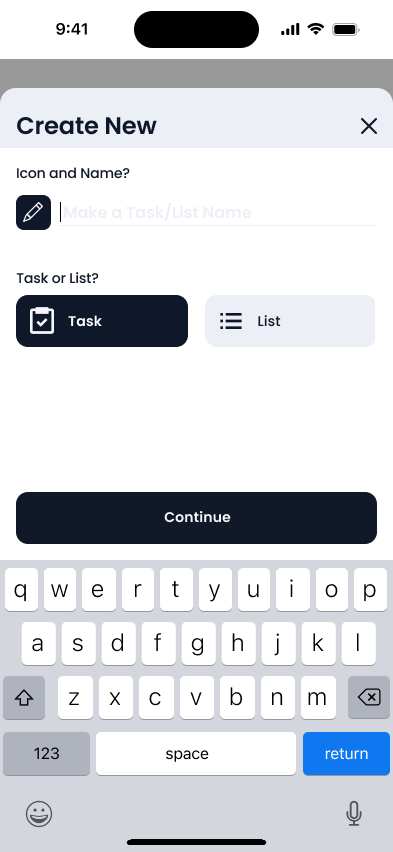 9:41
Create New
Icon and Name?
Make a Task/List Name
Task or List?
Task List
Continue
q w e r t y u i o p
a s d f g h j k l
z x c v b n m
123 space return